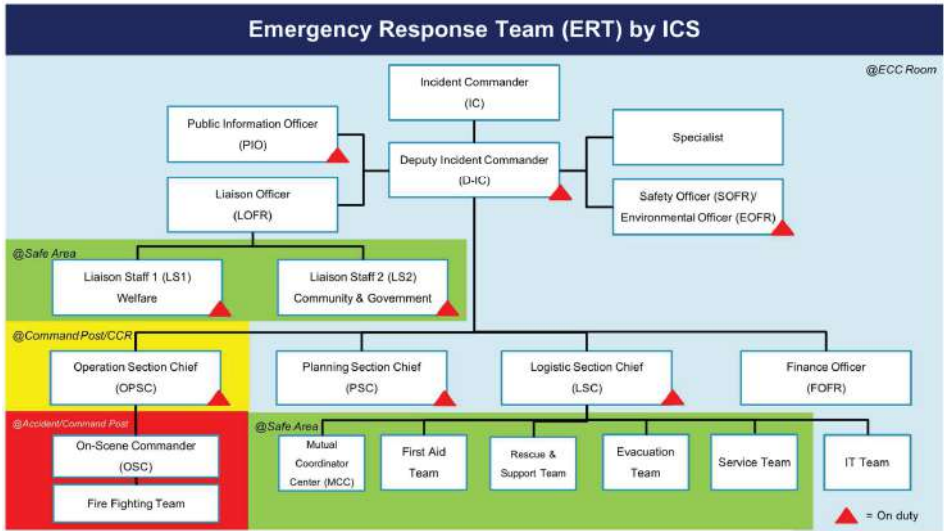 Emergency Response Team (ERT) by ICS
@ECC Room
Incident Commander
(IC)
Public Information Officer
(PIO)
Specialist
Deputy Incident Commander
(D-IC)
Liaison Officer
(LOFR)
Safety Officer (SOFR)/
Environmental Officer (EOFR)
@Safe Area
Liaison Staff 1 (LS1)
Welfare
Liaison Staff 2 (LS2)
Community & Government
@Command Post/CCR
Operation Section Chief
(OPSC)
Planning Section Chief
(PSC)
Logistic Section Chief
(LSC)
Finance Officer
(FOFR)
@Accident/Command Post
@Safe Area
On-Scene Commander
(OSC)
Mutual
Coordinator
Center (MCC)
First Aid
Team
Rescue &
Support Team
Evacuation
Team
Service Team
IT Team
Fire Fighting Team
= On duty